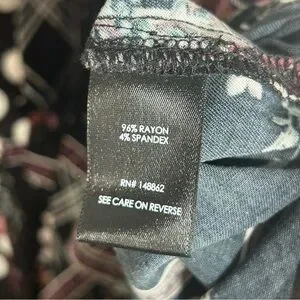 96% RAYON
4% SPANDEX
RN# 148862
SEE CARE ON REVERSE